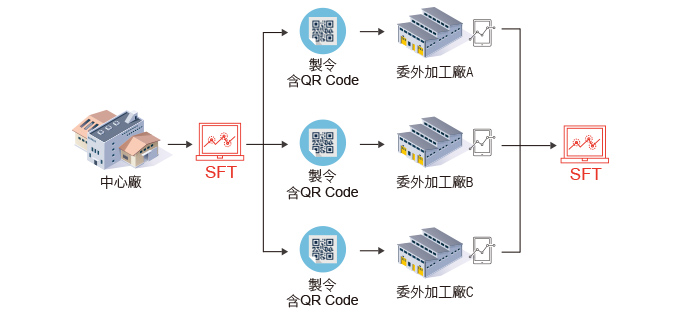 製令
含QR Code
委外加工廠A
中心廠
SFT
製令
含QR Code
委外加工廠B
SFT
製令
含QR Code
委外加工廠C